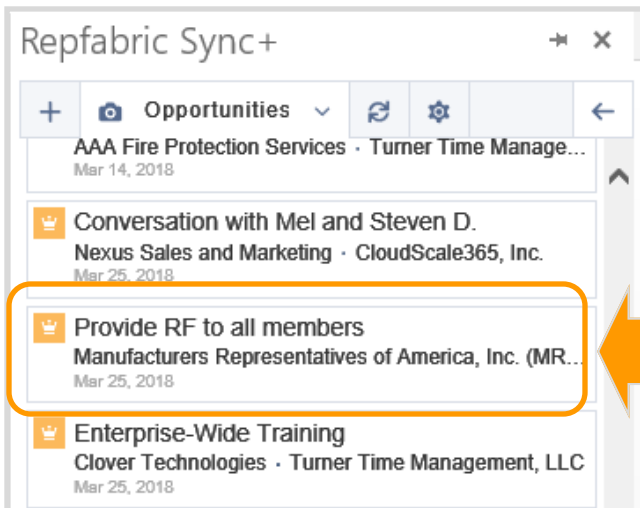 Repfabric Sync+
Opportunities
AAA Fire Protection Services · Turner Time Manage...
Mar 14, 2018
Conversation with Mel and Steven D.
Nexus Sales and Marketing · CloudScale365, Inc.
Mar 25, 2018
Provide RF to all members
Manufacturers Representatives of America, Inc. (MR...
Mar 25, 2018
Enterprise-Wide Training
Clover Technologies · Turner Time Management, LLC
Mar 25, 2018